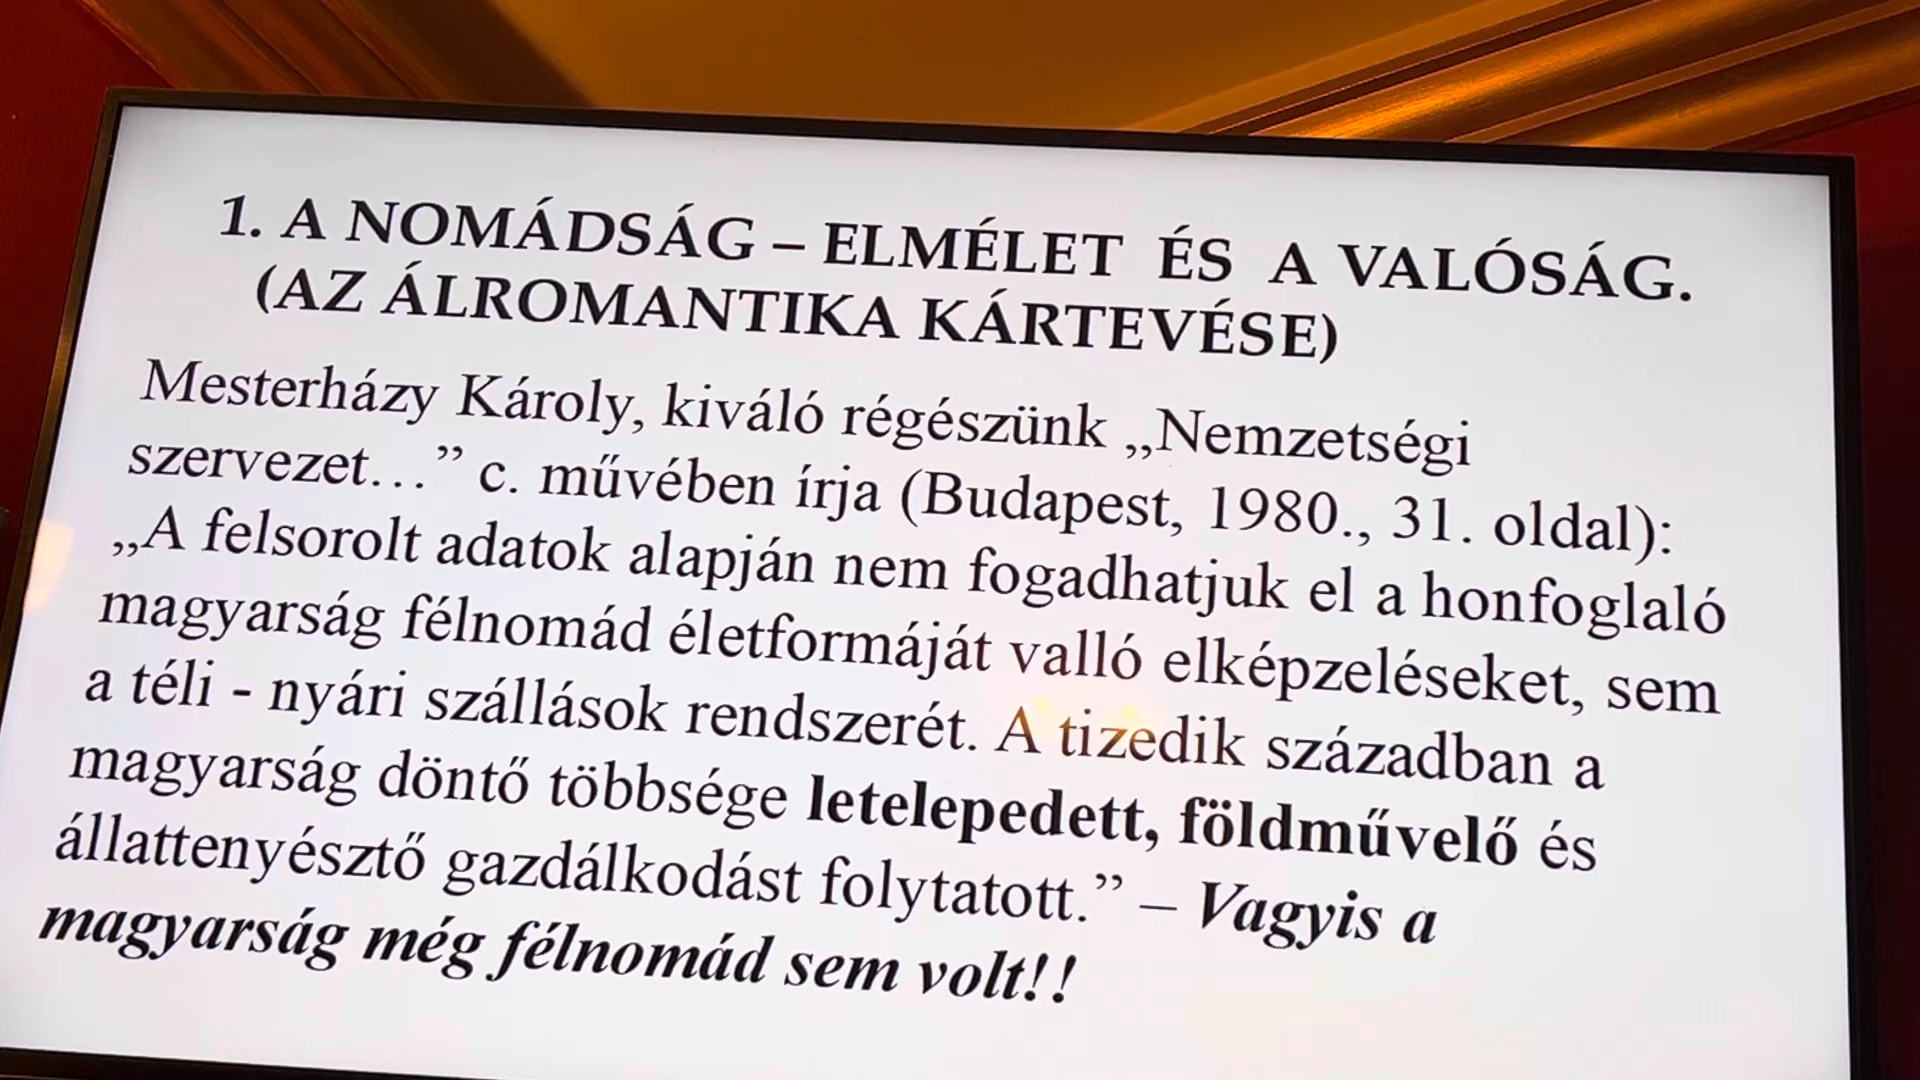 1. A NOMÁDSÁG – ELMÉLET ÉS A VALÓSÁG.
(AZ ÁLROMANTIKA KÁRTEVÉSE)
Mesterházy Károly, kiváló régészünk „Nemzetségi
szervezet…” c. művében írja (Budapest, 1980., 31. oldal):
„A felsorolt adatok alapján nem fogadhatjuk el a honfoglaló
magyarság félnomád életformáját valló elképzeléseket, sem
a téli - nyári szállások rendszerét. A tizedik században a
magyarság döntő többsége letelepedett, földművelő és
állattenyésztő gazdálkodást folytatott.” – Vagyis a
magyarság még félnomád sem volt!!